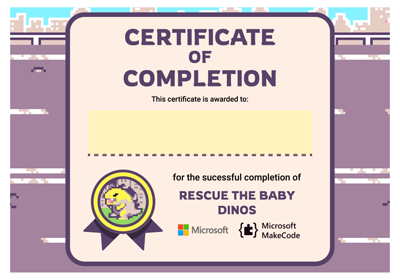 CERTIFICATE
OF
COMPLETION
This certificate is awarded to:
for the sucessful completion of
RESCUE THE BABY
DINOS
Microsoft
Microsoft
MakeCode